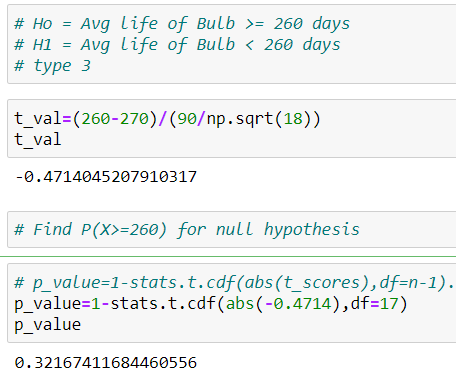 # Ho = Avg life of Bulb >= 260 days
# H1 = Avg life of Bulb < 260 days
# type 3
t_val=(260-270)/(90/np.sqrt(18))
t_val
-0.4714045207910317
# Find P(X>=260) for null hypothesis
# p_value=1-stats.t.cdf(abs(t_scores),df=n-1).
p_value=1-stats.t.cdf(abs(-0.4714),df=17)
p_value
0.32167411684460556